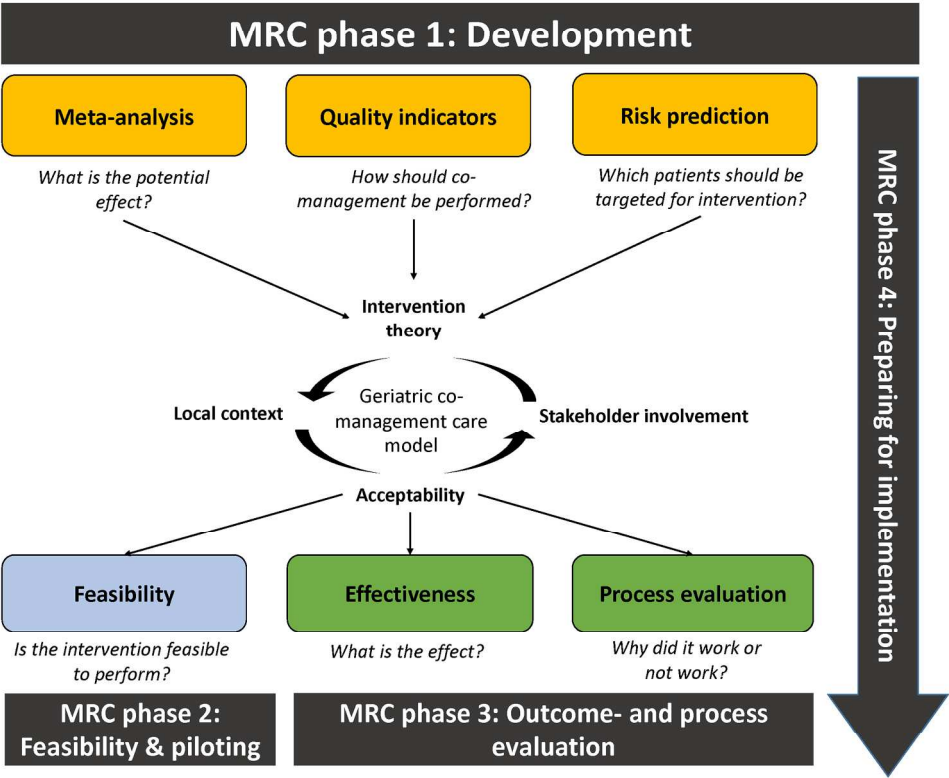 MRC phase 1: Development
Meta-analysis
Quality indicators
Risk prediction
What is the potential
effect?
How should co-
management be performed?
Which patients should be
targeted for intervention?
Intervention
theory
Local context
Geriatric co-
management care
model
Stakeholder involvement
Acceptability
Feasibility
Effectiveness
Process evaluation
Is the intervention feasible
to perform?
What is the effect?
Why did it work or
not work?
MRC phase 2:
Feasibility & piloting
MRC phase 3: Outcome- and process
evaluation
MRC phase 4: Preparing for implementation